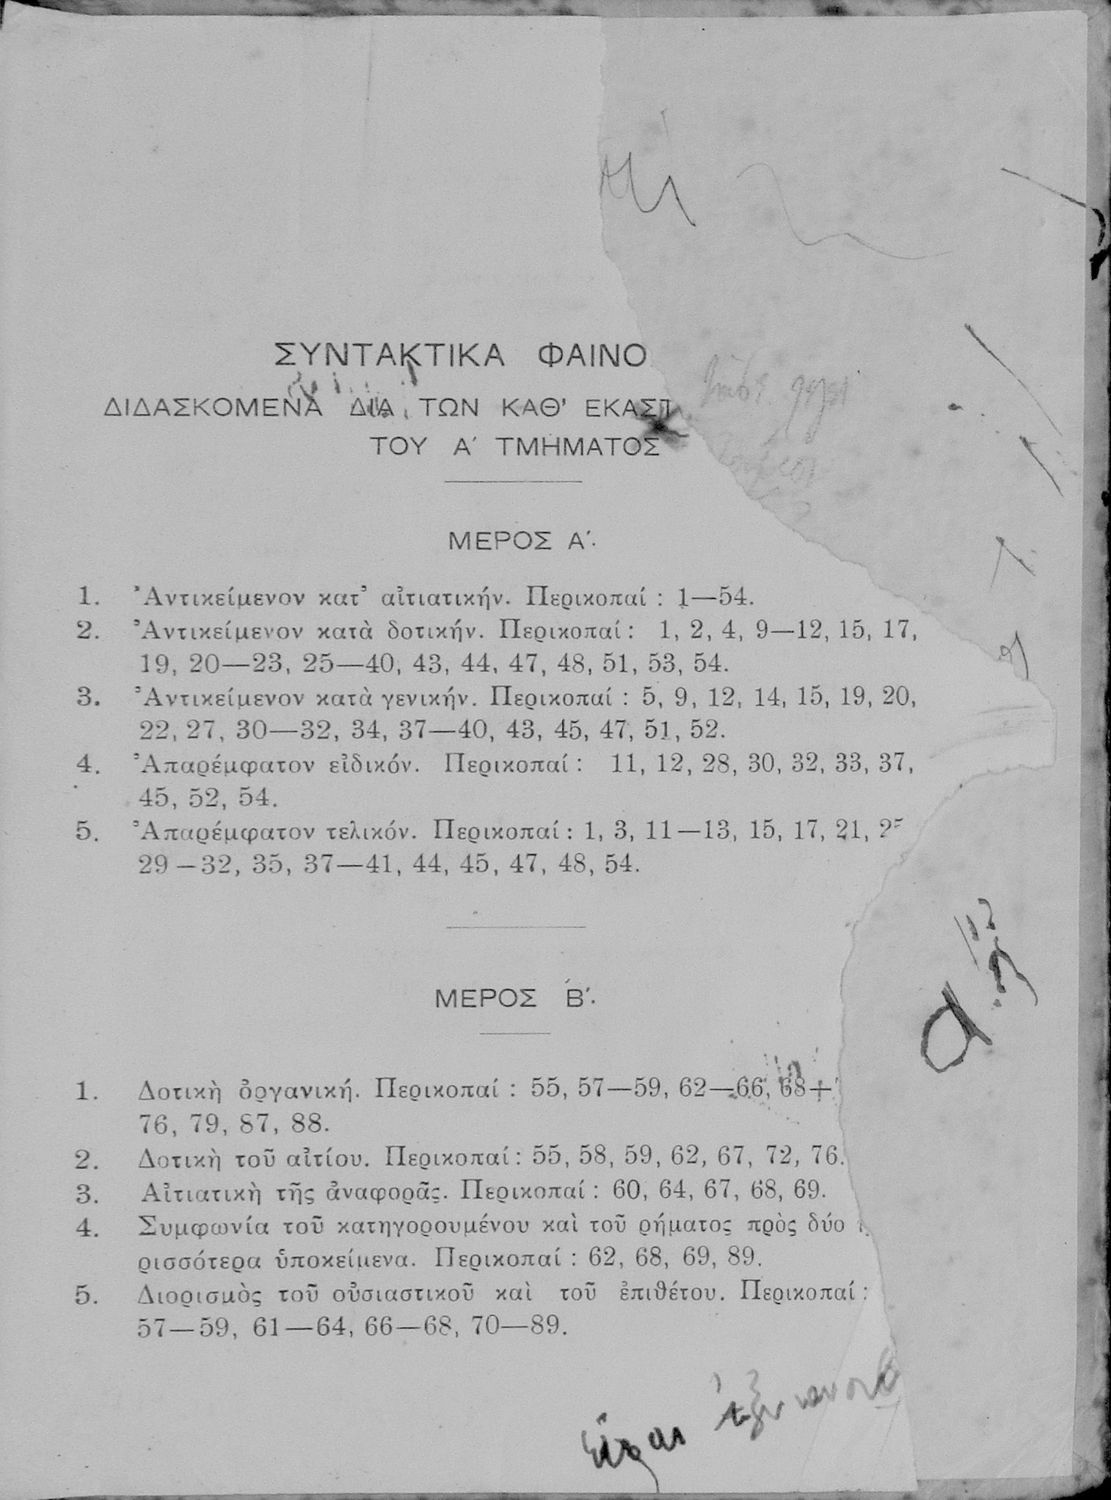 ΣΥΝΤΑΚΤΙΚΑ ΦΑΙΝΟ
ΔΙΔΑΣΚΟΜΕΝΑ ΔΙΑ ΤΩΝ ΚΑΘ' ΕΚΑΣΤ
ΤΟΥ Α΄ ΤΜΗΜΑΤΟΣ
ΜΕΡΟΣ Α΄.
1. Ἀντικείμενον κατ' αἰτιατικήν. Περικοπαί : 1—54.
2. Ἀντικείμενον κατὰ δοτικήν. Περικοπαί : 1, 2, 4, 9—12, 15, 17,
19, 20—23, 25—40, 43, 44, 47, 48, 51, 53, 54.
3. Ἀντικείμενον κατὰ γενικήν. Περικοπαί : 5, 9, 12, 14, 15, 19, 20,
22, 27, 30—32, 34, 37—40, 43, 45, 47, 51, 52.
4. Ἀπαρέμφατον εἰδικόν. Περικοπαί : 11, 12, 28, 30, 32, 33, 37,
45, 52, 54.
5. Ἀπαρέμφατον τελικόν. Περικοπαί : 1, 3, 11—13, 15, 17, 21,
29—32, 35, 37—41, 44, 45, 47, 48, 54.
ΜΕΡΟΣ Β΄.
1. Δοτικὴ ὀργανική. Περικοπαί : 55, 57—59, 62—66, 68
76, 79, 87, 88.
2. Δοτικὴ τοῦ αἰτίου. Περικοπαί : 55, 58, 59, 62, 67, 72, 76.
3. Αἰτιατικὴ τῆς ἀναφορᾶς. Περικοπαί : 60, 64, 67, 68, 69.
4. Συμφωνία τοῦ κατηγορουμένου καὶ τοῦ ρήματος πρὸς δύο
ρισσότερα ὑποκείμενα. Περικοπαί : 62, 68, 69, 89.
5. Διορισμὸς τοῦ οὐσιαστικοῦ καὶ τοῦ ἐπιθέτου. Περικοπαί :
57—59, 61—64, 66—68, 70—89.